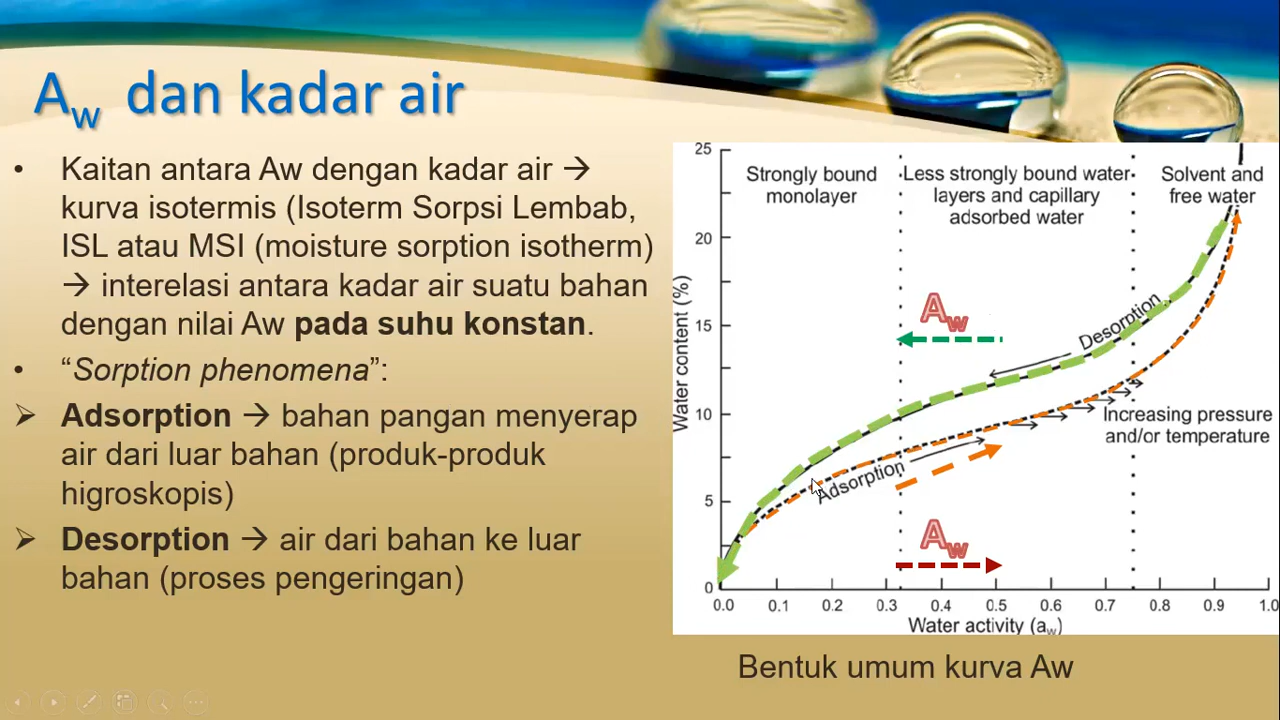 Aw dan kadar air
• Kaitan antara Aw dengan kadar air →
kurva isotermis (Isoterm Sorpsi Lembab,
ISL atau MSI (moisture sorption isotherm)
→ interelasi antara kadar air suatu bahan
dengan nilai Aw pada suhu konstan.
• “Sorption phenomena”:
➢ Adsorption → bahan pangan menyerap
air dari luar bahan (produk-produk
higroskopis)
➢ Desorption → air dari bahan ke luar
bahan (proses pengeringan)
25
20
15
10
5
0
Water content (%)
Strongly bound
monolayer
Less strongly bound water
layers and capillary
adsorbed water
Solvent and
free water
Aw
Desorption
Adsorption
Increasing pressure
and/or temperature
Aw
0.0 0.1 0.2 0.3 0.4 0.5 0.6 0.7 0.8 0.9 1.0
Water activity (aw)
Bentuk umum kurva Aw